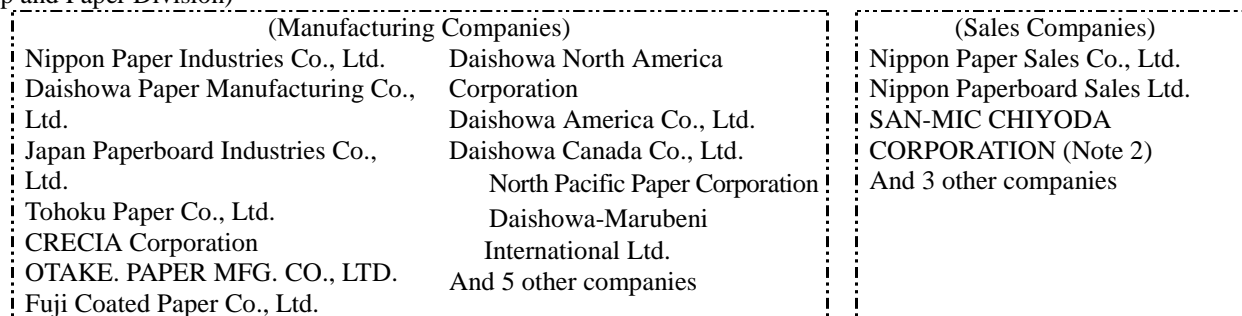 p and Paper Division)
(Manufacturing Companies)
Nippon Paper Industries Co., Ltd.
Daishowa Paper Manufacturing Co.,
Ltd.
Japan Paperboard Industries Co.,
Ltd.
Tohoku Paper Co., Ltd.
CRECIA Corporation
OTAKE. PAPER MFG. CO., LTD.
Fuji Coated Paper Co., Ltd.
Daishowa North America
Corporation
Daishowa America Co., Ltd.
Daishowa Canada Co., Ltd.
North Pacific Paper Corporation
Daishowa-Marubeni
International Ltd.
And 5 other companies
(Sales Companies)
Nippon Paper Sales Co., Ltd.
Nippon Paperboard Sales Ltd.
SAN-MIC CHIYODA
CORPORATION (Note 2)
And 3 other companies